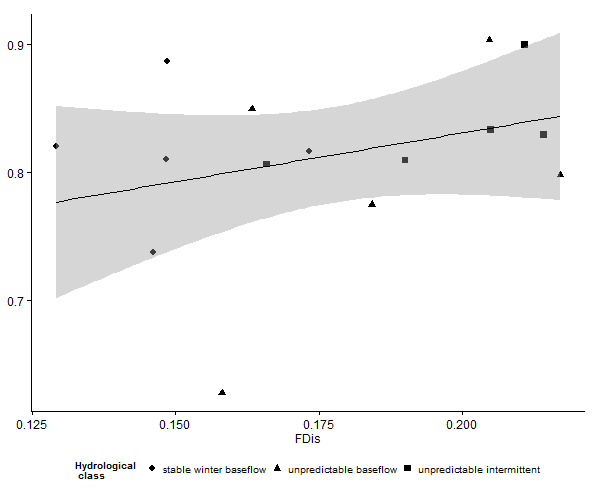 0.9
0.8
0.7
0.125 0.150 0.175 0.200
FDis
Hydrological
class
stable winter baseflow unpredictable baseflow unpredictable intermittent